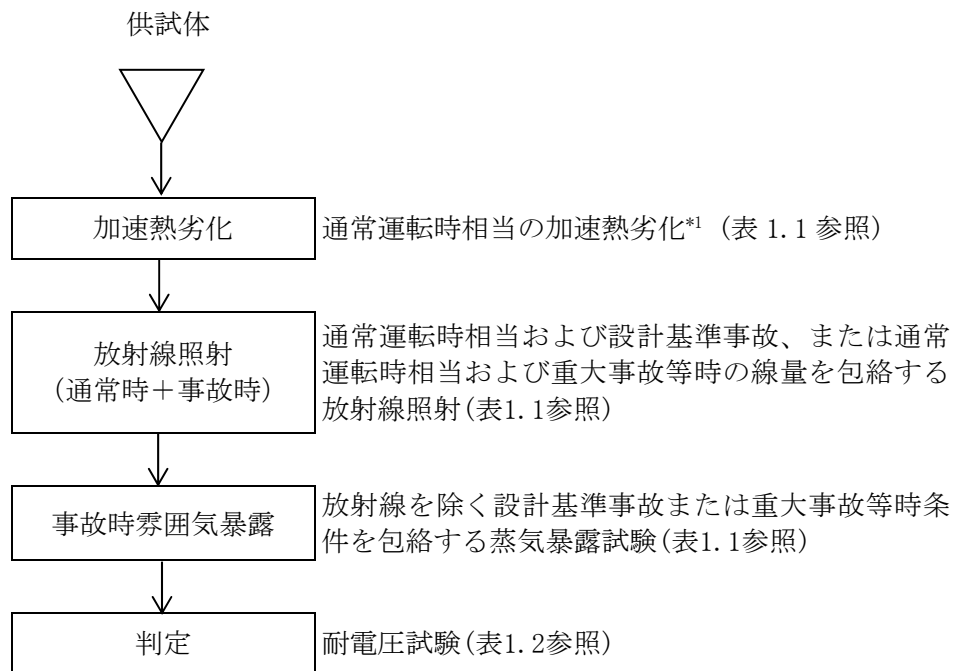 供試体
加速熱劣化
通常運転時相当の加速熱劣化*1 (表 1.1 参照)
放射線照射
(通常時＋事故時)
通常運転時相当および設計基準事故、または通常
運転時相当および重大事故等時の線量を包絡する
放射線照射(表1.1参照)
事故時雰囲気暴露
放射線を除く設計基準事故または重大事故等時条
件を包絡する蒸気暴露試験(表1.1参照)
判定
耐電圧試験(表1.2参照)